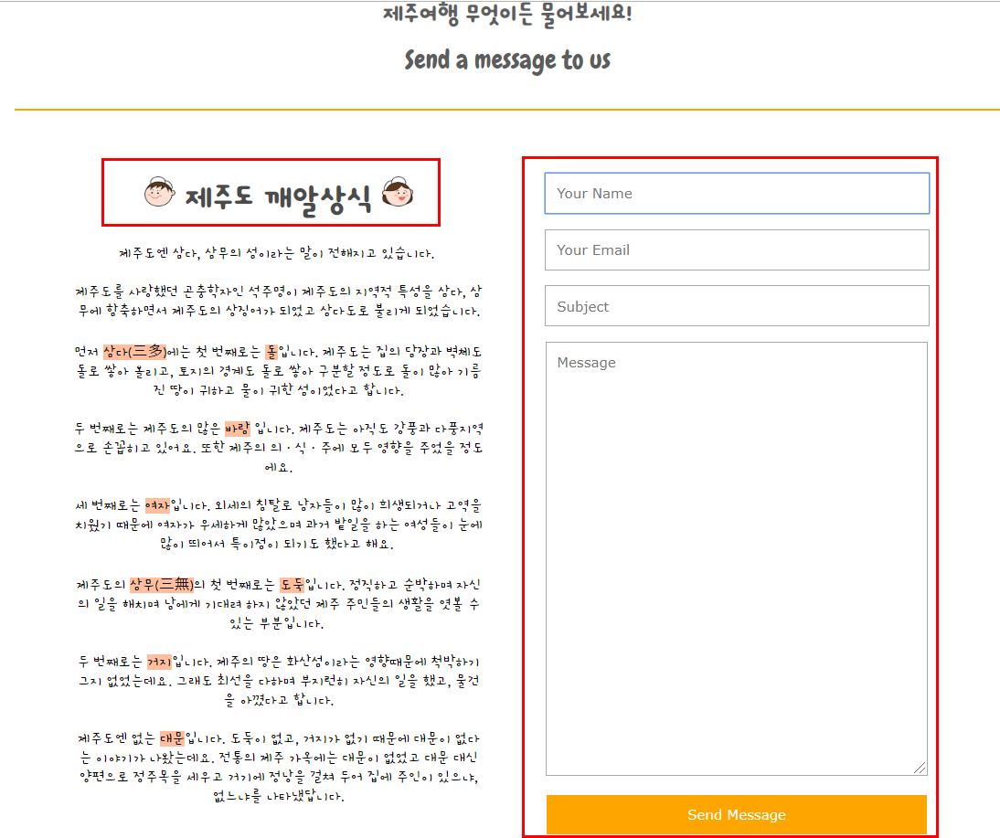 제주여행 무엇이든 물어보세요!
Send a message to us
제주도 깨알상식
제주도엔 삼다, 삼무의 섬이라는 말이 전해지고 있습니다.
제주도를 사랑했던 곤충학자인 석주명이 제주도의 지역적 특성을 삼다, 삼
무에 함축하면서 제주도의 상징어가 되었고 삼다도로 불리게 되었습니다.
먼저 삼다(三多)에는 첫 번째로는 돌입니다. 제주도는 집의 담장과 벽체도
돌로 쌓아 올리고, 토지의 경계도 돌로 쌓아 구분할 정도로 돌이 많아 기름
진 땅이 귀하고 물이 귀한 섬이었다고 합니다.
두 번째로는 제주도의 많은 바람 입니다. 제주도는 아직도 강풍과 다풍지역
으로 손꼽히고 있어요. 또한 제주의 의·식·주에 모두 영향을 주었을 정도
에요.
세 번째로는 여자입니다. 외세의 침탈로 남자들이 많이 희생되거나 고역을
치웠기 때문에 여자가 우세하게 많았으며 과거 밭일을 하는 여성들이 눈에
많이 띄어서 특이점이 되기도 했다고 해요.
제주도의 삼무(三無)의 첫 번째로는 도둑입니다. 정직하고 순박하며 자신
의 일을 해치며 남에게 기대려 하지 않았던 제주 주민들의 생활을 엿볼 수
있는 부분입니다.
두 번째로는 거지입니다. 제주의 땅은 화산섬이라는 영향때문에 척박하기
그지 없었는데요. 그래도 최선을 다하며 부지런히 자신의 일을 했고, 물건
을 아꼈다고 합니다.
제주도엔 없는 대문입니다. 도둑이 없고, 거지가 없기 때문에 대문이 없다
는 이야기가 나왔는데요. 전통의 제주 가옥에는 대문이 없었고 대문 대신
양편으로 정주목을 세우고 거기에 정낭을 걸쳐 두어 집에 주인이 있으냐,
없느냐를 나타냈답니다.
Your Name
Your Email
Subject
Message
Send Message